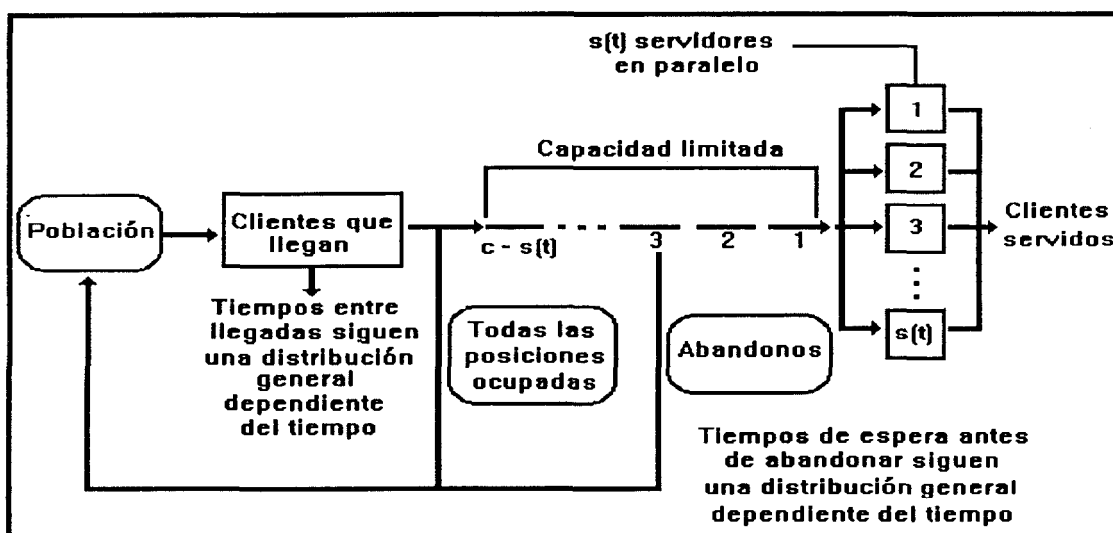 s(t) servidores
en paralelo
1
Capacidad limitada
2
Población
Clientes que
llegan
c - s(t)
3
2
1
3
Clientes
servidos
Tiempos entre
llegadas siguen
una distribución
general
dependiente
del tiempo
Todas las
posiciones
ocupadas
Abandonos
s(t)
Tiempos de espera antes
de abandonar siguen
una distribución general
dependiente del tiempo